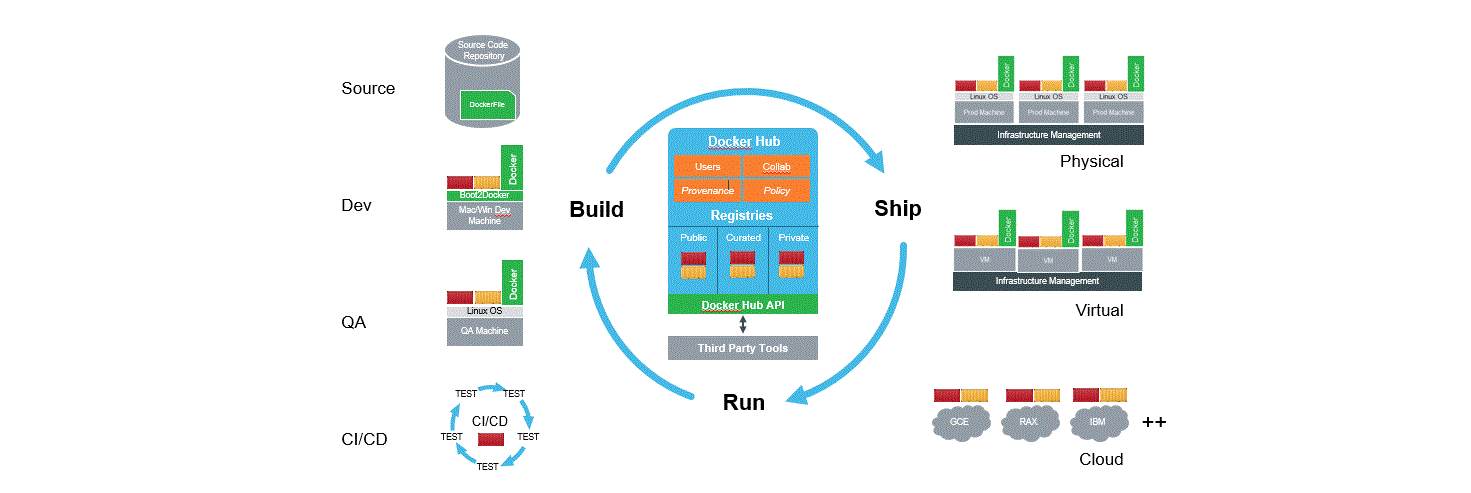 Source
Source Code
Repository
DockerFile
Dev
Docker
Boot2Docker
Mac/Win Dev
Machine
QA
Docker
Linux OS
QA Machine
CI/CD
TEST
TEST
TEST
CI/CD
TEST
TEST
Build
Ship
Run
Docker Hub
Users
Collab
Provenance
Policy
Registries
Public
Curated
Private
Docker Hub API
Third Party Tools
Docker
Docker
Docker
Linux OS
Linux OS
Linux OS
Prod Machine
Prod Machine
Prod Machine
Infrastructure Management
Physical
Docker
Docker
Docker
VM
VM
VM
Infrastructure Management
Virtual
GCE
RAX
IBM
++
Cloud